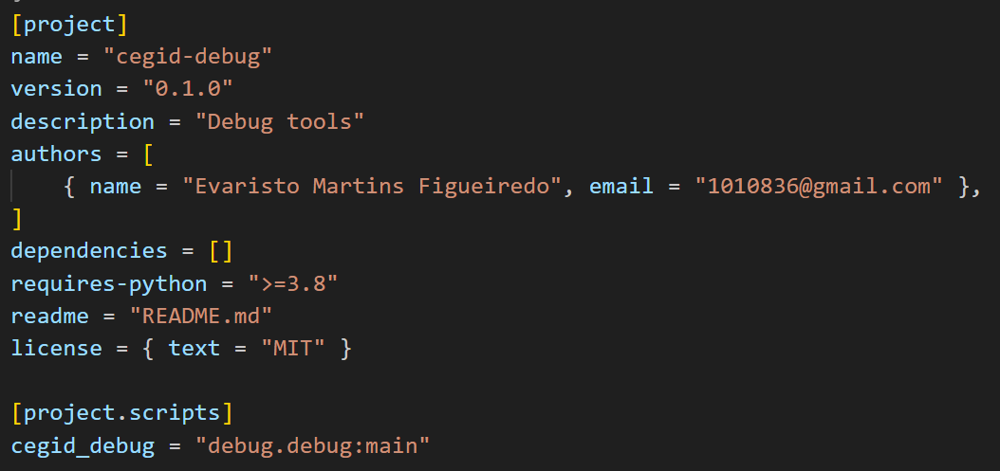 [project]
name = "cegid-debug"
version = "0.1.0"
description = "Debug tools"
authors = [
    { name = "Evaristo Martins Figueiredo", email = "1010836@gmail.com" },
]
dependencies = []
requires-python = ">=3.8"
readme = "README.md"
license = { text = "MIT" }

[project.scripts]
cegid_debug = "debug.debug:main"